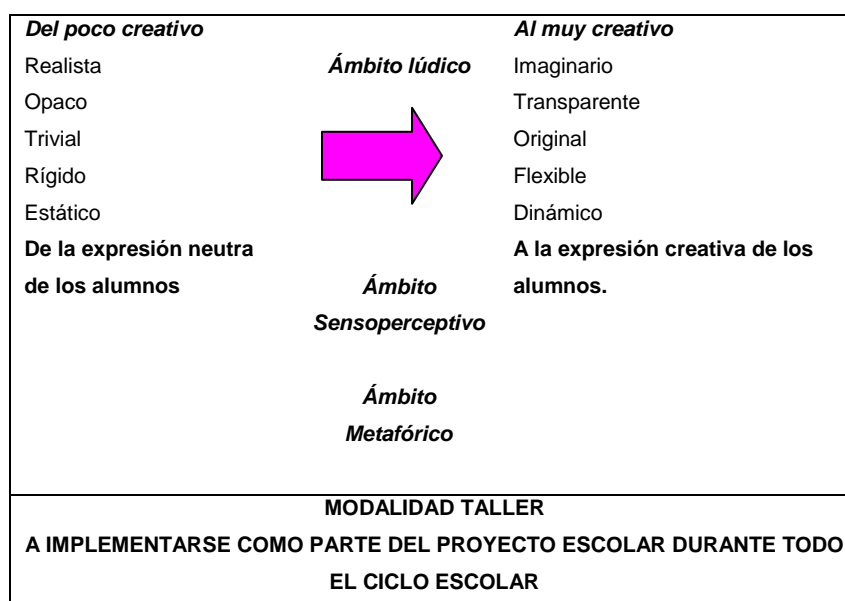 Del poco creativo Al muy creativo
Realista Ámbito lúdico Imaginario
Opaco Transparente
Trivial Original
Rígido Flexible
Estático Dinámico
De la expresión neutra A la expresión creativa de los
de los alumnos Ámbito alumnos.
Sensoperceptivo
Ámbito
Metafórico
MODALIDAD TALLER
A IMPLEMENTARSE COMO PARTE DEL PROYECTO ESCOLAR DURANTE TODO
EL CICLO ESCOLAR